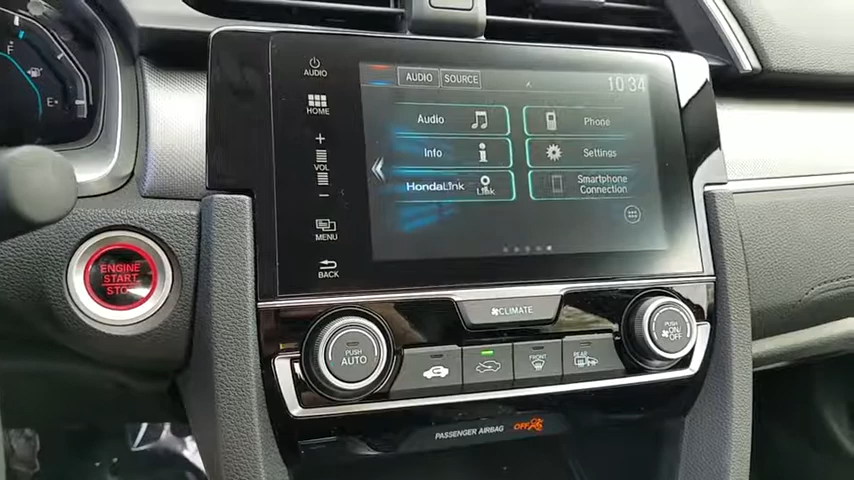 F
E
AUDIO
HOME
+
VOL
−
MENU
BACK
AUDIO SOURCE
10:34
Audio
Phone
Info
Settings
HondaLink
Link
Smartphone
Connection
ENGINE
START
STO
CLIMATE
PUSH
AUTO
FRONT
REAR
PUSH
ON/OFF
PASSENGER AIRBAG
OFF